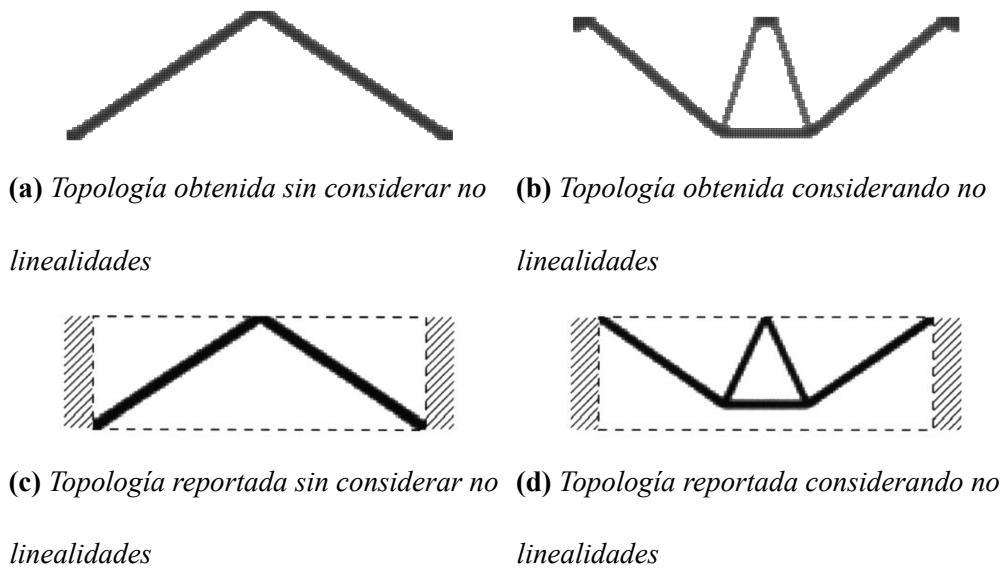 (a) Topología obtenida sin considerar no
linealidades
(b) Topología obtenida considerando no
linealidades
(c) Topología reportada sin considerar no
linealidades
(d) Topología reportada considerando no
linealidades